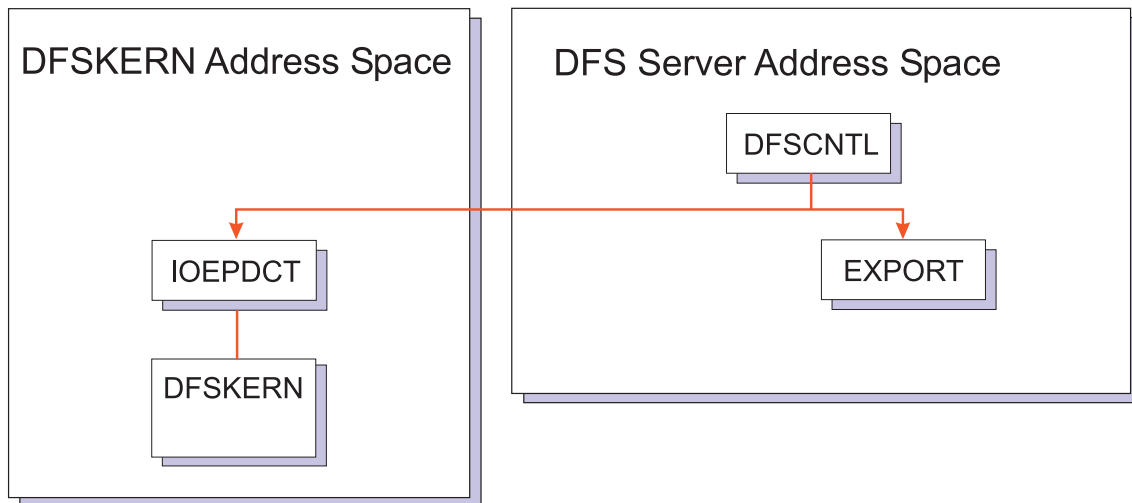 DFSKERN Address Space
DFS Server Address Space
DFSCNTL
IOEPDCT
EXPORT
DFSKERN